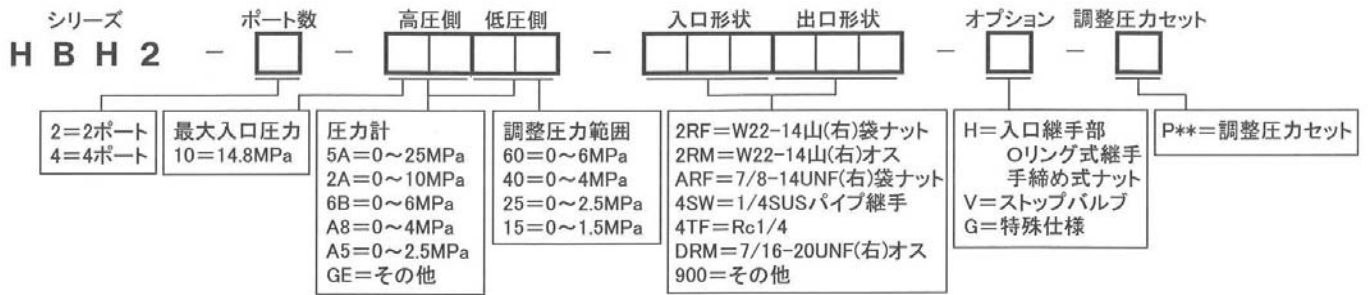 シリーズ ポート数 高圧側 低圧側 入口形状 出口形状 オプション 調整圧力セット
HBH2 - □ - □□□□ - □□□□□□ - □ - □
2=2ポート
4=4ポート
最大入口圧力
10=14.8MPa
圧力計
5A=0～25MPa
2A=0～10MPa
6B=0～6MPa
A8=0～4MPa
A5=0～2.5MPa
GE=その他
調整圧力範囲
60=0～6MPa
40=0～4MPa
25=0～2.5MPa
15=0～1.5MPa
2RF=W22-14山(右)袋ナット
2RM=W22-14山(右)オス
ARF=7/8-14UNF(右)袋ナット
4SW=1/4SUSパイプ継手
4TF=Rc1/4
DRM=7/16-20UNF(右)オス
900=その他
H=入口継手部
Oリング式継手
手締め式ナット
V=ストップバルブ
G=特殊仕様
P**=調整圧力セット